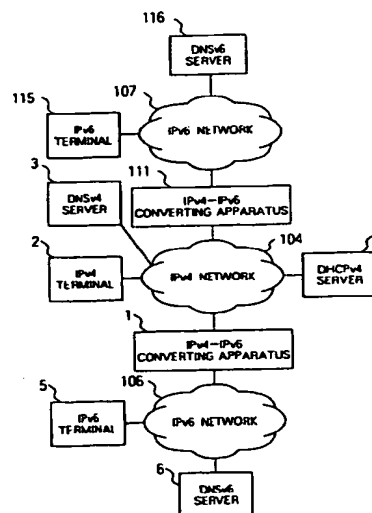 116
DNSv6
SERVER
115
107
IPv6
TERMINAL
IPv6 NETWORK
3
111
DNSv4
SERVER
IPv4-IPv6
CONVERTING APPARATUS
104
2
IPv4
TERMINAL
IPv4 NETWORK
DHCPv4
SERVER
1
IPv4-IPv6
CONVERTING APPARATUS
106
5
IPv6
TERMINAL
IPv6 NETWORK
6
DNSv6
SERVER